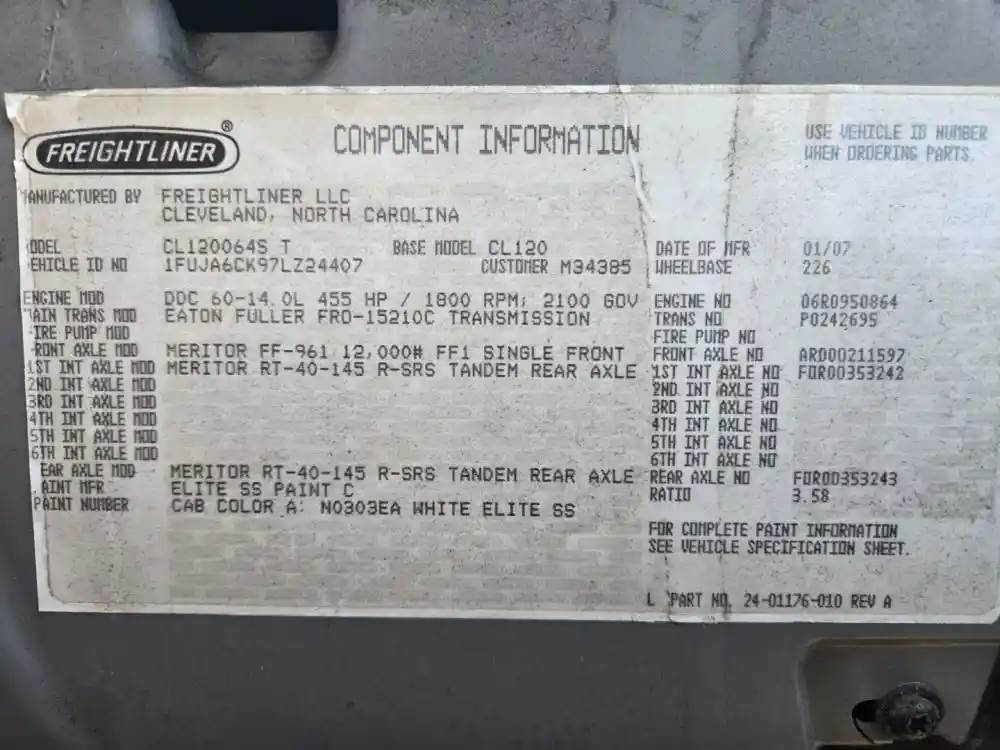 FREIGHTLINER®
COMPONENT INFORMATION
USE VEHICLE ID NUMBER
WHEN ORDERING PARTS
MANUFACTURED BY FREIGHTLINER LLC
CLEVELAND, NORTH CAROLINA
ODEL CL120064S T BASE MODEL CL120 DATE OF MFR 01/07
EHICLE ID NO 1FUJA6CK97LZ24407 CUSTOMER M34385 WHEELBASE 226
ENGINE MOD DDC 60-14.0L 455 HP / 1800 RPM; 2100 GOV ENGINE NO 06R0950864
MAIN TRANS MOD EATON FULLER FRO-15210C TRANSMISSION TRANS NO P0242695
FIRE PUMP MOD FIRE PUMP NO
FRONT AXLE MOD MERITOR FF-961 12,000# FF1 SINGLE FRONT FRONT AXLE NO ARD00211597
1ST INT AXLE MOD MERITOR RT-40-145 R-SRS TANDEM REAR AXLE 1ST INT AXLE NO FOR00353242
2ND INT AXLE MOD 2ND INT AXLE NO
3RD INT AXLE MOD 3RD INT AXLE NO
4TH INT AXLE MOD 4TH INT AXLE NO
5TH INT AXLE MOD 5TH INT AXLE NO
6TH INT AXLE MOD 6TH INT AXLE NO
EAR AXLE MOD MERITOR RT-40-145 R-SRS TANDEM REAR AXLE REAR AXLE NO FOR00353243
AINT MFR ELITE SS PAINT C RATIO 3.58
PAINT NUMBER CAB COLOR A: N0303EA WHITE ELITE SS
FOR COMPLETE PAINT INFORMATION
SEE VEHICLE SPECIFICATION SHEET.
L PART NO. 24-01176-010 REV A